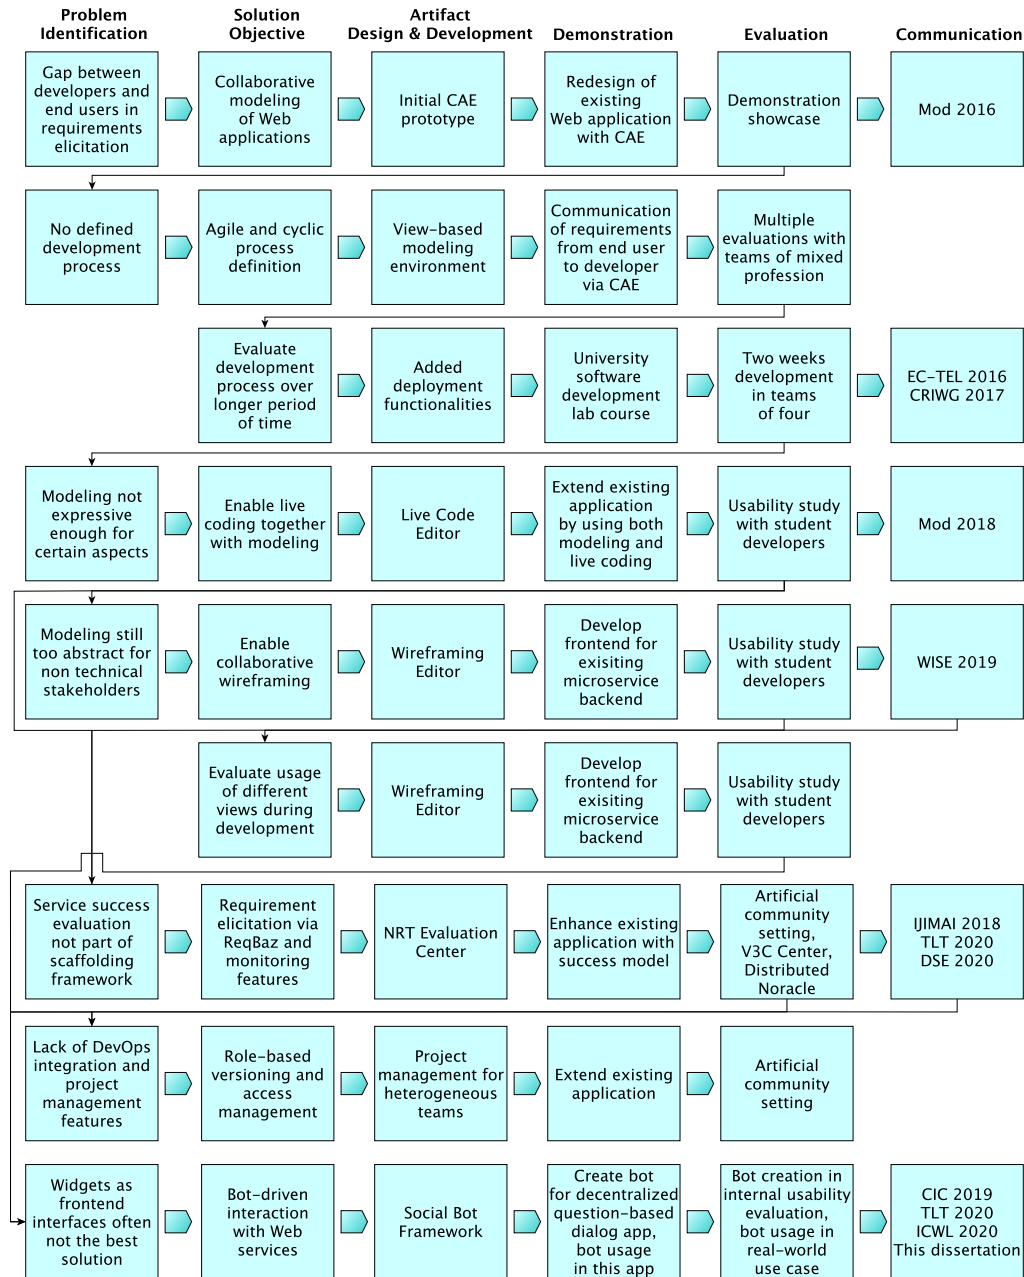 Problem
Identification
Solution
Objective
Artifact
Design & Development
Demonstration
Evaluation
Communication
Gap between
developers and
end users in
requirements
elicitation
Collaborative
modeling
of Web
applications
Initial CAE
prototype
Redesign of
existing
Web application
with CAE
Demonstration
showcase
Mod 2016
No defined
development
process
Agile and cyclic
process
definition
View-based
modeling
environment
Communication
of requirements
from end user
to developer
via CAE
Multiple
evaluations with
teams of mixed
profession
Evaluate
development
process over
longer period
of time
Added
deployment
functionalities
University
software
development
lab course
Two weeks
development
in teams
of four
EC-TEL 2016
CRIWG 2017
Modeling not
expressive
enough for
certain aspects
Enable live
coding together
with modeling
Live Code
Editor
Extend existing
application
by using both
modeling and
live coding
Usability study
with student
developers
Mod 2018
Modeling still
too abstract for
non technical
stakeholders
Enable
collaborative
wireframing
Wireframing
Editor
Develop
frontend for
exisiting
microservice
backend
Usability study
with student
developers
WISE 2019
Evaluate usage
of different
views during
development
Wireframing
Editor
Develop
frontend for
exisiting
microservice
backend
Usability study
with student
developers
Service success
evaluation
not part of
scaffolding
framework
Requirement
elicitation via
ReqBaz and
monitoring
features
NRT Evaluation
Center
Enhance existing
application with
success model
Artificial
community
setting,
V3C Center,
Distributed
Noracle
IJIMAI 2018
TLT 2020
DSE 2020
Lack of DevOps
integration and
project
management
features
Role-based
versioning and
access
management
Project
management for
heterogeneous
teams
Extend existing
application
Artificial
community
setting
Widgets as
frontend
interfaces often
not the best
solution
Bot-driven
interaction
with Web
services
Social Bot
Framework
Create bot
for decentralized
question-based
dialog app,
bot usage
in this app
Bot creation in
internal usability
evaluation,
bot usage in
real-world
use case
CIC 2019
TLT 2020
ICWL 2020
This dissertation